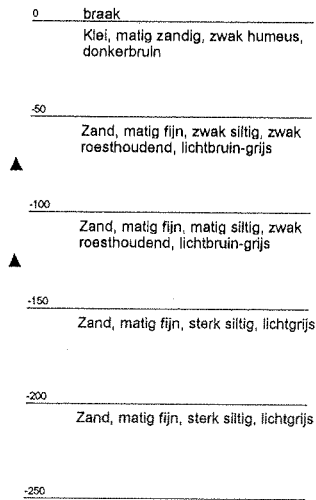 0 braak
Klei, matig zandig, zwak humeus,
donkerbruin
-50
Zand, matig fijn, zwak siltig, zwak
roesthoudend, lichtbruin-grijs
-100
Zand, matig fijn, matig siltig, zwak
roesthoudend, lichtbruin-grijs
-150
Zand, matig fijn, sterk siltig, lichtgrijs
-200
Zand, matig fijn, sterk siltig, lichtgrijs
-250